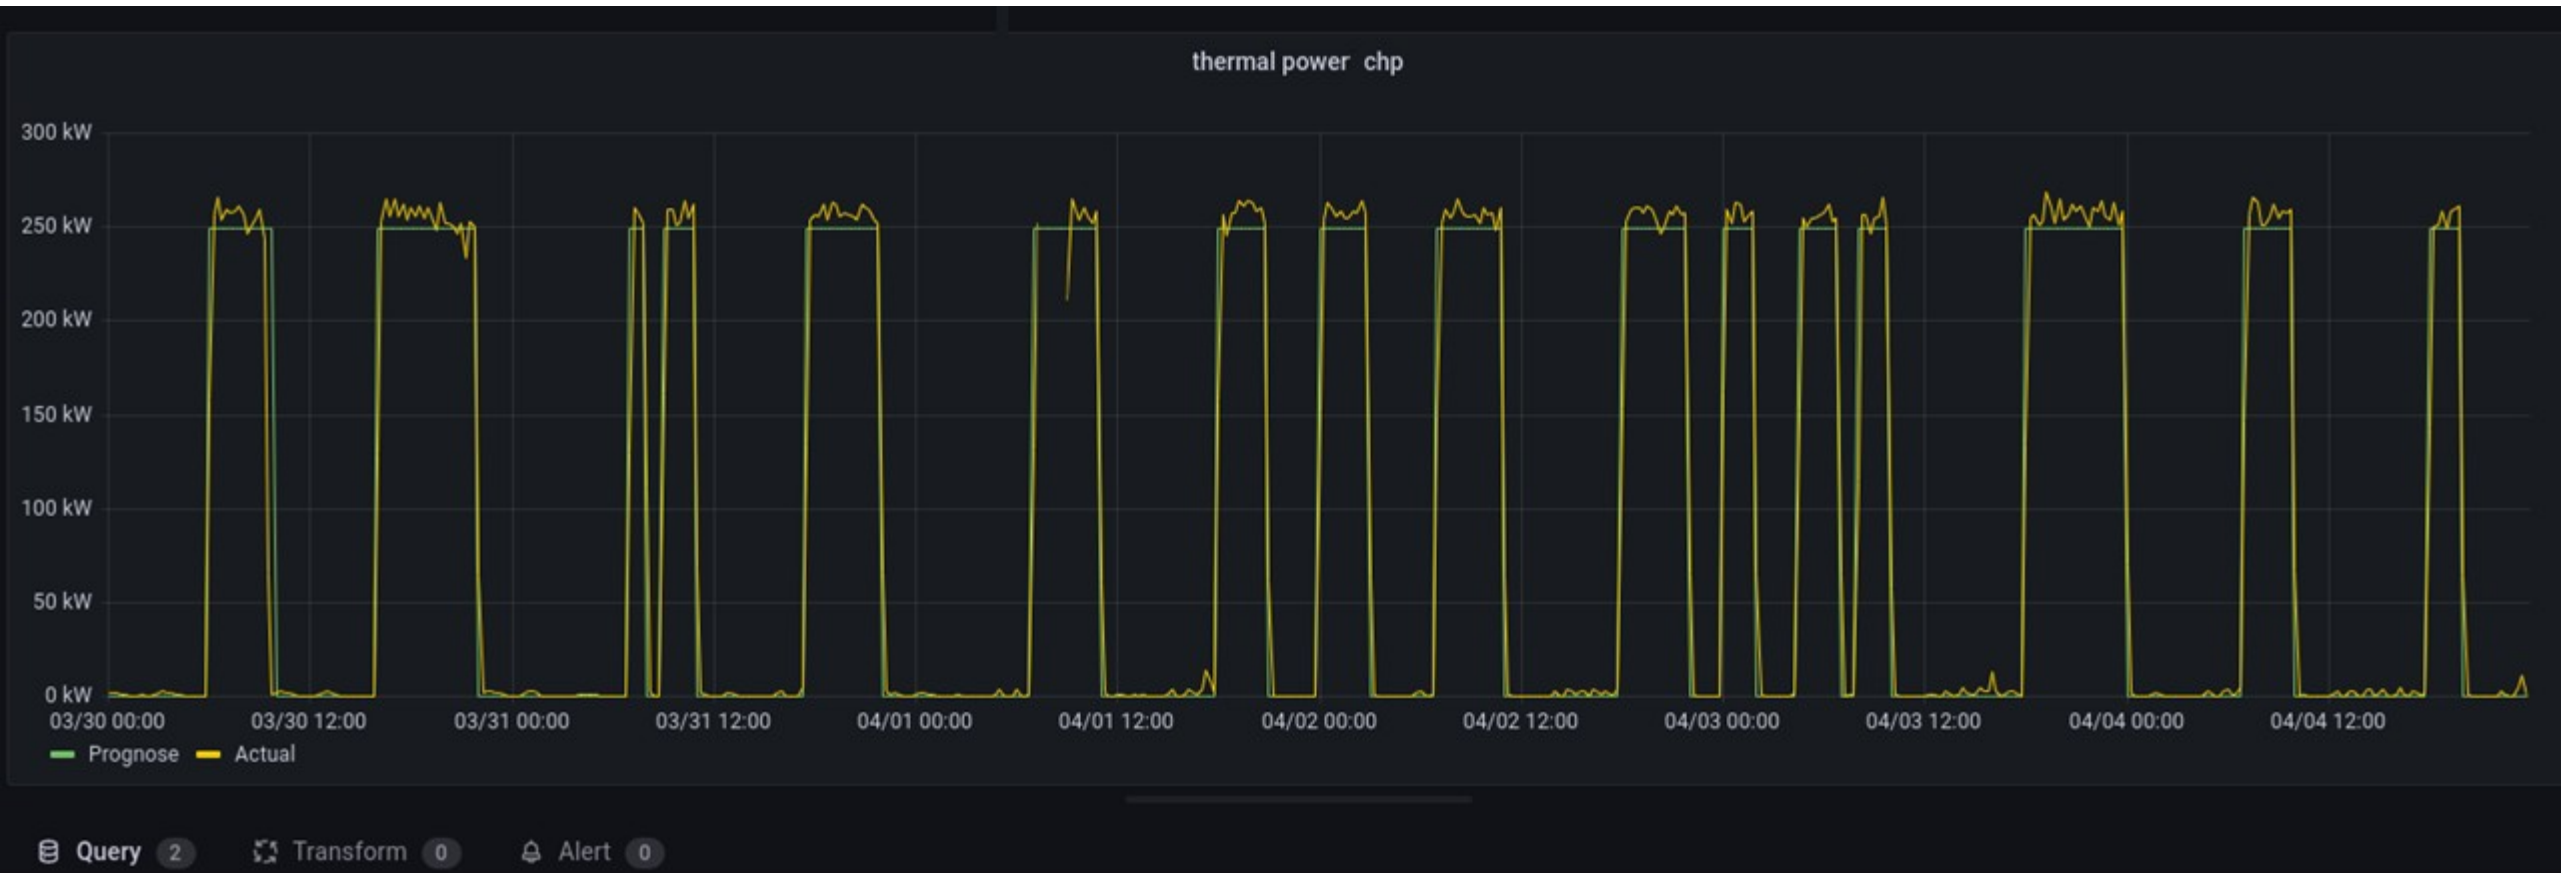 thermal power chp
300 kW
250 kW
200 kW
150 kW
100 kW
50 kW
0 kW
03/30 00:00 03/30 12:00 03/31 00:00 03/31 12:00 04/01 00:00 04/01 12:00 04/02 00:00 04/02 12:00 04/03 00:00 04/03 12:00 04/04 00:00 04/04 12:00
Prognose Actual
Query 2 Transform 0 Alert 0